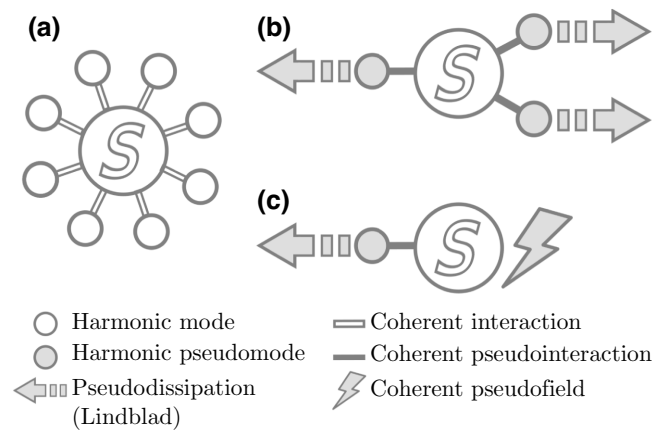 (a)
S
(b)
S
(c)
S
Harmonic mode
Harmonic pseudomode
Pseudodissipation
(Lindblad)
Coherent interaction
Coherent pseudointeraction
Coherent pseudofield